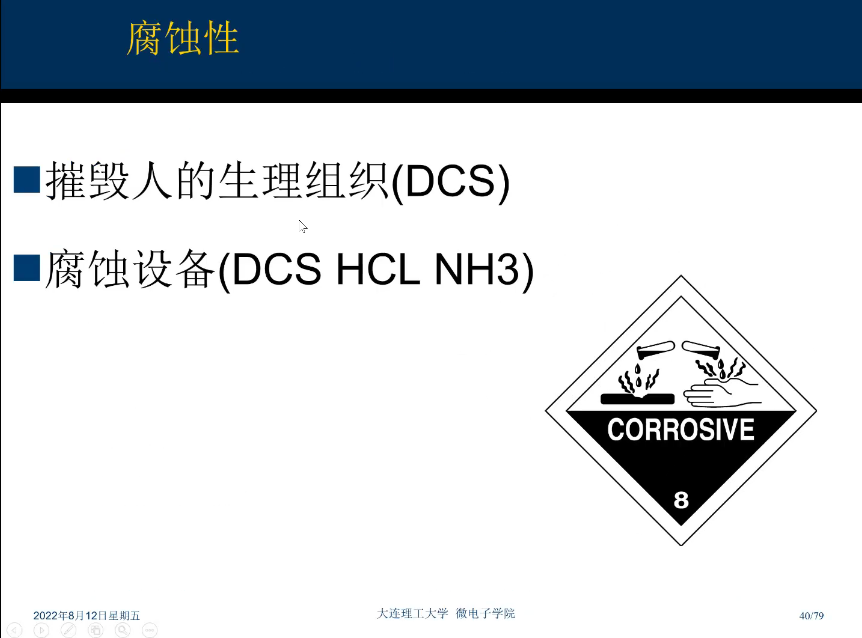 腐蚀性
摧毁人的生理组织(DCS)
腐蚀设备(DCS HCL NH3)
CORROSIVE
8
2022年8月12日星期五
大连理工大学 微电子学院
40/79